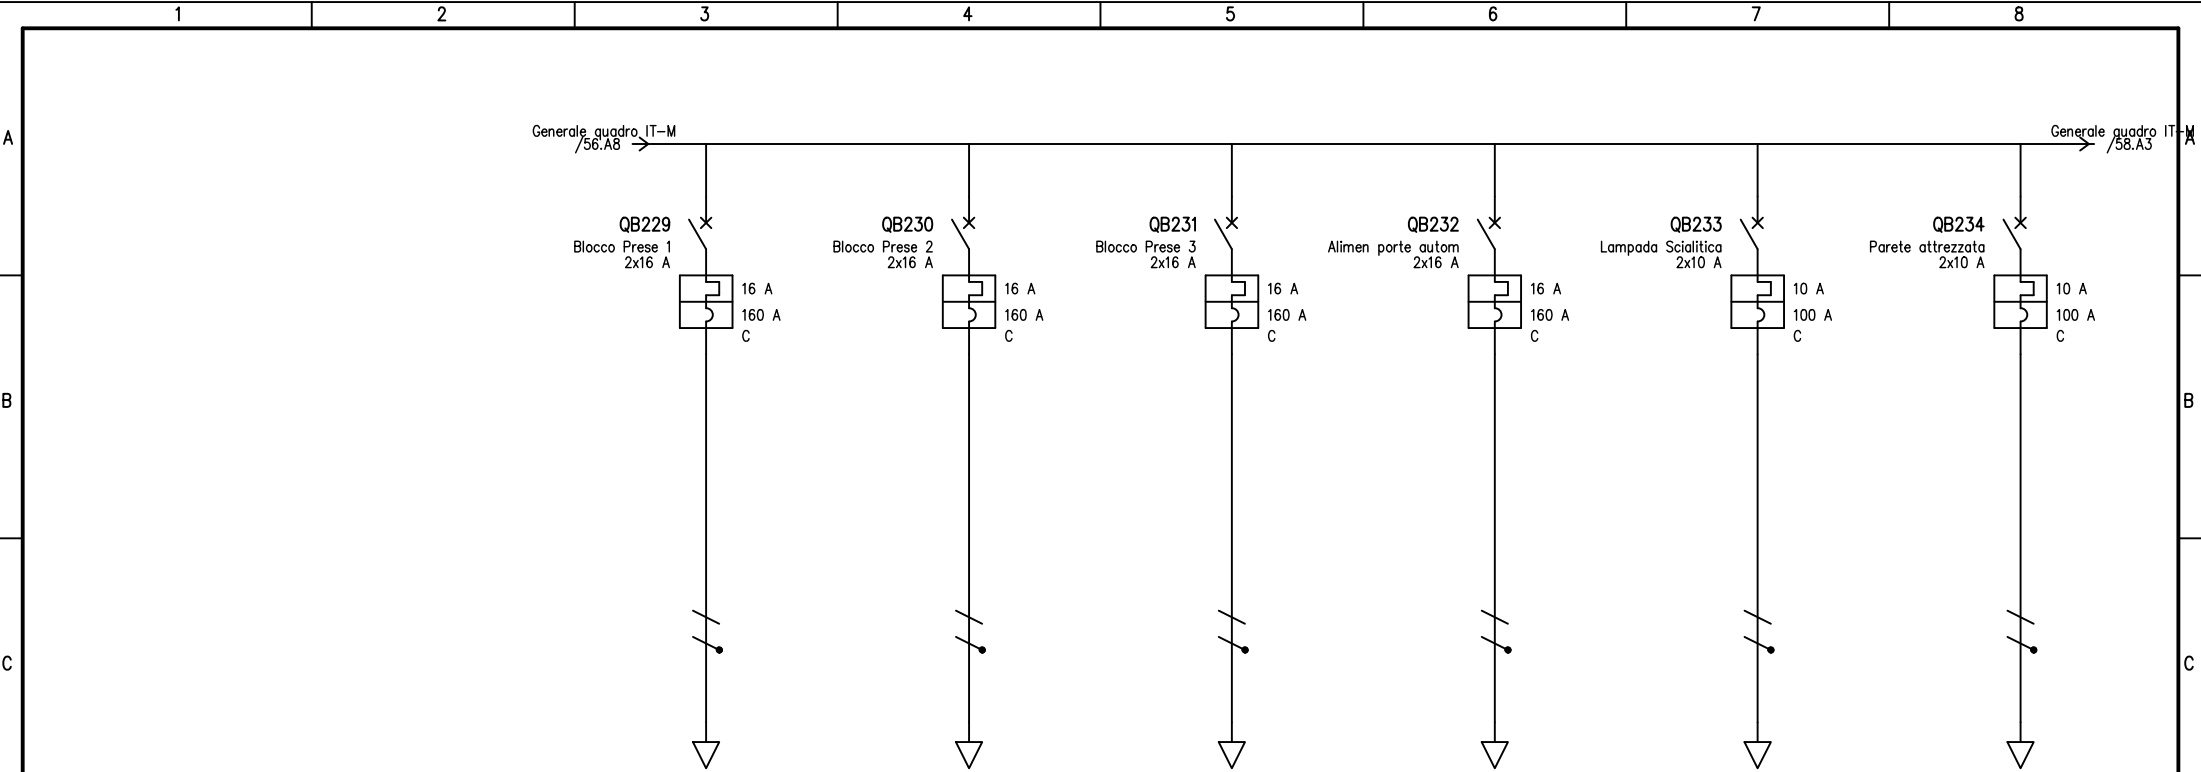 1 2 3 4 5 6 7 8
A
Generale quadro IT-M
/56.A8
Generale quadro IT-M
/58.A3
A
QB229
Blocco Prese 1
2x16 A
16 A
160 A
C
QB230
Blocco Prese 2
2x16 A
16 A
160 A
C
QB231
Blocco Prese 3
2x16 A
16 A
160 A
C
QB232
Alimen porte autom
2x16 A
16 A
160 A
C
QB233
Lampada Scialitica
2x10 A
10 A
100 A
C
QB234
Parete attrezzata
2x10 A
10 A
100 A
C
B
B
C
C